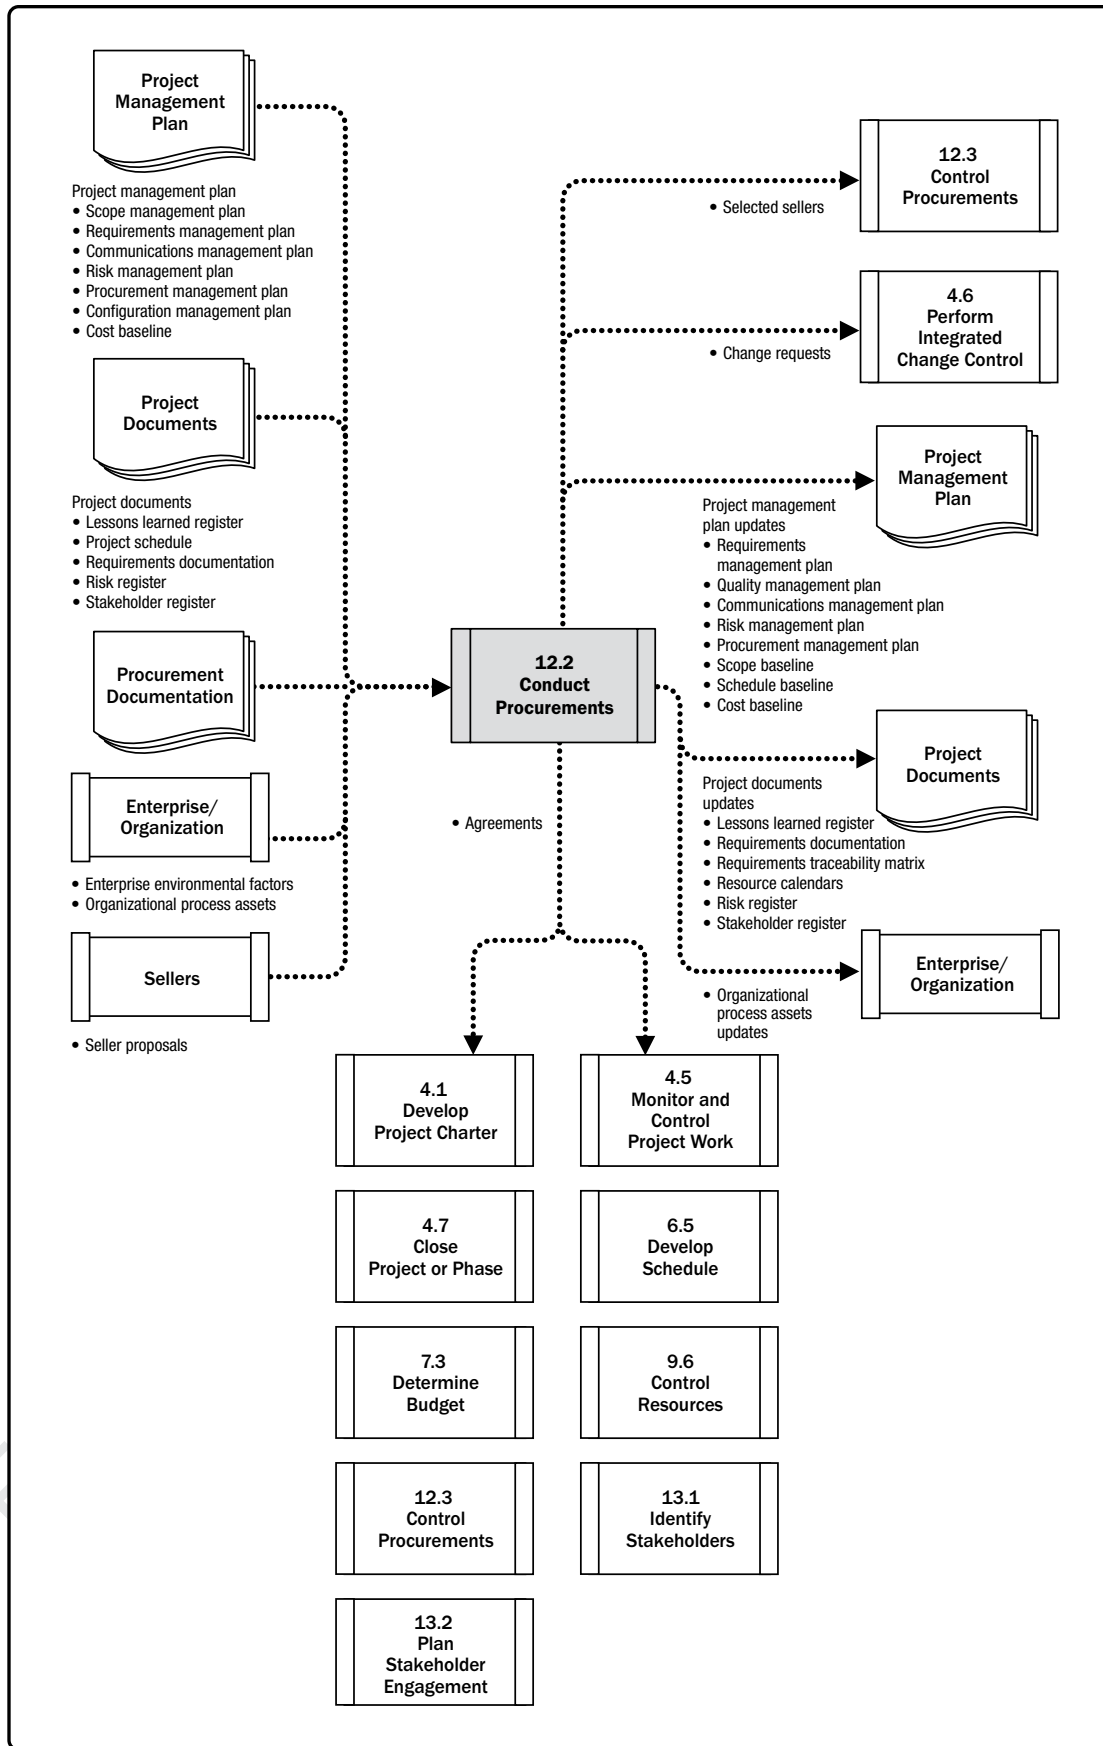 Project
Management
Plan
Project management plan
• Scope management plan
• Requirements management plan
• Communications management plan
• Risk management plan
• Procurement management plan
• Configuration management plan
• Cost baseline
Project
Documents
Project documents
• Lessons learned register
• Project schedule
• Requirements documentation
• Risk register
• Stakeholder register
Procurement
Documentation
Enterprise/
Organization
• Enterprise environmental factors
• Organizational process assets
Sellers
• Seller proposals
12.2
Conduct
Procurements
• Selected sellers
12.3
Control
Procurements
• Change requests
4.6
Perform
Integrated
Change Control
Project
Management
Plan
Project management
plan updates
• Requirements
management plan
• Quality management plan
• Communications management plan
• Risk management plan
• Procurement management plan
• Scope baseline
• Schedule baseline
• Cost baseline
Project
Documents
Project documents
updates
• Lessons learned register
• Requirements documentation
• Requirements traceability matrix
• Resource calendars
• Risk register
• Stakeholder register
Enterprise/
Organization
• Organizational
process assets
updates
• Agreements
4.1
Develop
Project Charter
4.5
Monitor and
Control
Project Work
4.7
Close
Project or Phase
6.5
Develop
Schedule
7.3
Determine
Budget
9.6
Control
Resources
12.3
Control
Procurements
13.1
Identify
Stakeholders
13.2
Plan
Stakeholder
Engagement